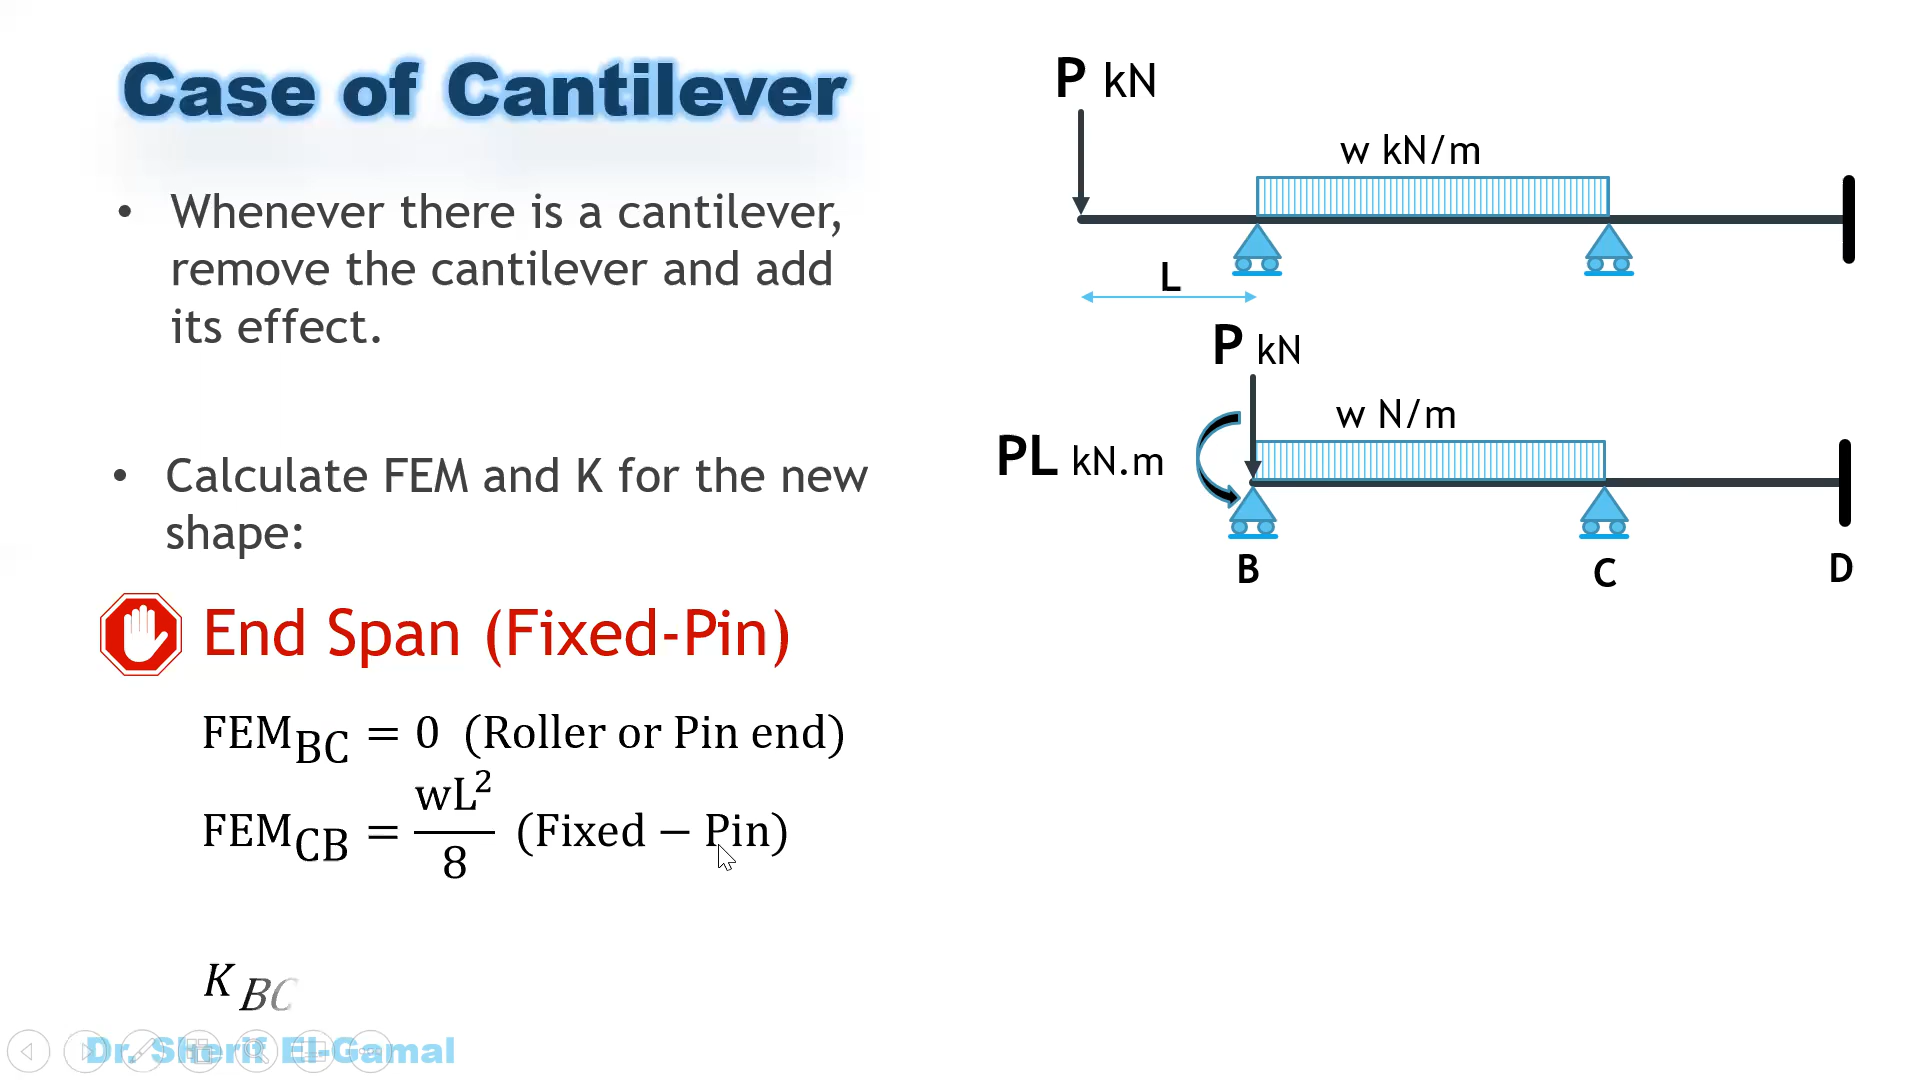 Case of Cantilever
• Whenever there is a cantilever,
remove the cantilever and add
its effect.
• Calculate FEM and K for the new
shape:
End Span (Fixed-Pin)
FEM_BC = 0 (Roller or Pin end)
FEM_CB = wL²/8 (Fixed − Pin)
K_BC
Dr. Sherif El-Gamal
P kN
w kN/m
L
P kN
w N/m
PL kN.m
B
C
D